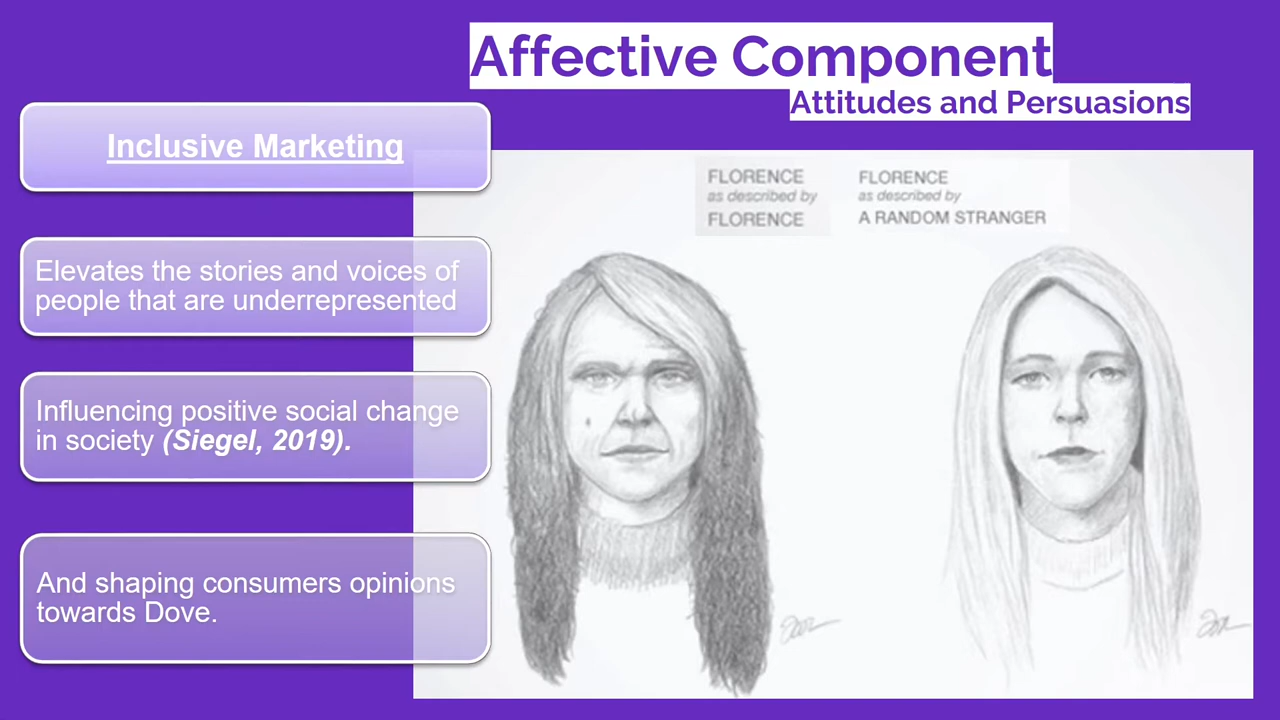 Affective Component
Attitudes and Persuasions
Inclusive Marketing
Elevates the stories and voices of
people that are underrepresented
Influencing positive social change
in society (Siegel, 2019).
And shaping consumers opinions
towards Dove.
FLORENCE
as described by
FLORENCE
FLORENCE
as described by
A RANDOM STRANGER